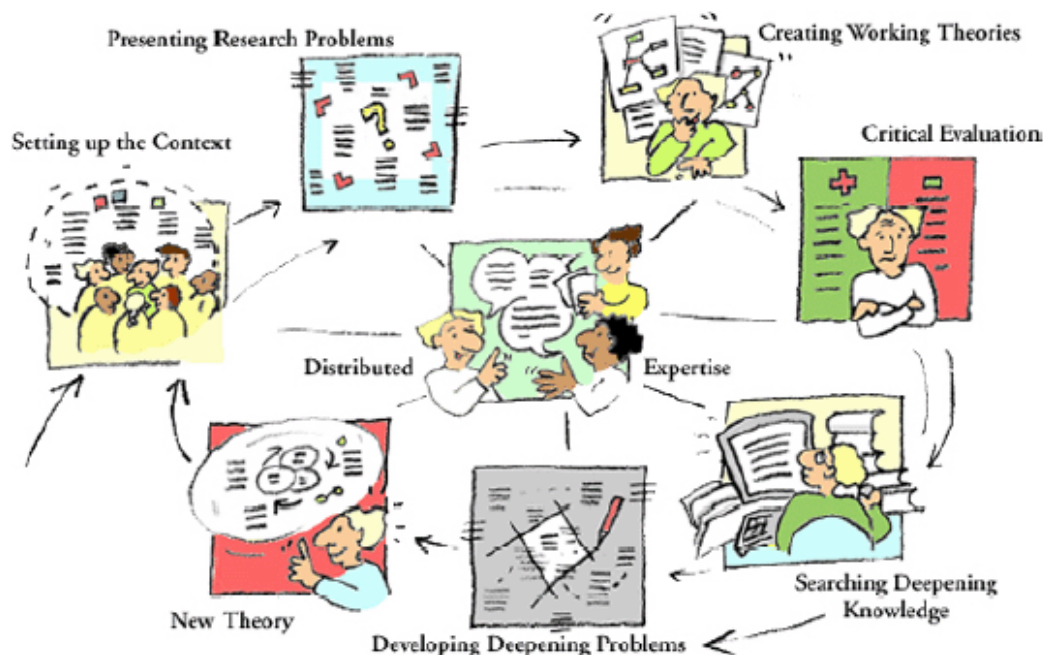 Presenting Research Problems
Creating Working Theories
Setting up the Context
Critical Evaluation
Distributed
Expertise
Searching Deepening
Knowledge
New Theory
Developing Deepening Problems